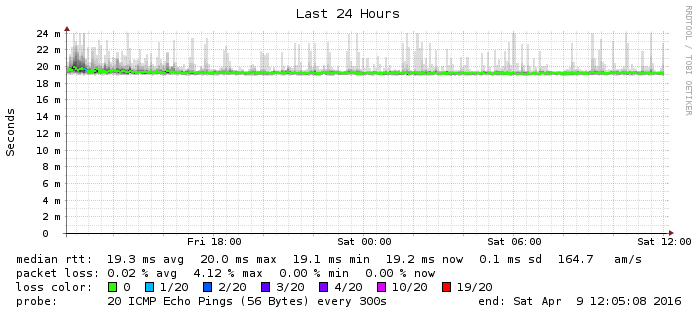 Last 24 Hours
RRDTOOL / TOBI OETIKER
Seconds
24 m
22 m
20 m
18 m
16 m
14 m
12 m
10 m
8 m
6 m
4 m
2 m
0
Fri 18:00 Sat 00:00 Sat 06:00 Sat 12:00
median rtt: 19.3 ms avg 20.0 ms max 19.1 ms min 19.2 ms now 0.1 ms sd 164.7 am/s
packet loss: 0.02 % avg 4.12 % max 0.00 % min 0.00 % now
loss color: 0 1/20 2/20 3/20 4/20 10/20 19/20
probe: 20 ICMP Echo Pings (56 Bytes) every 300s end: Sat Apr 9 12:05:08 2016